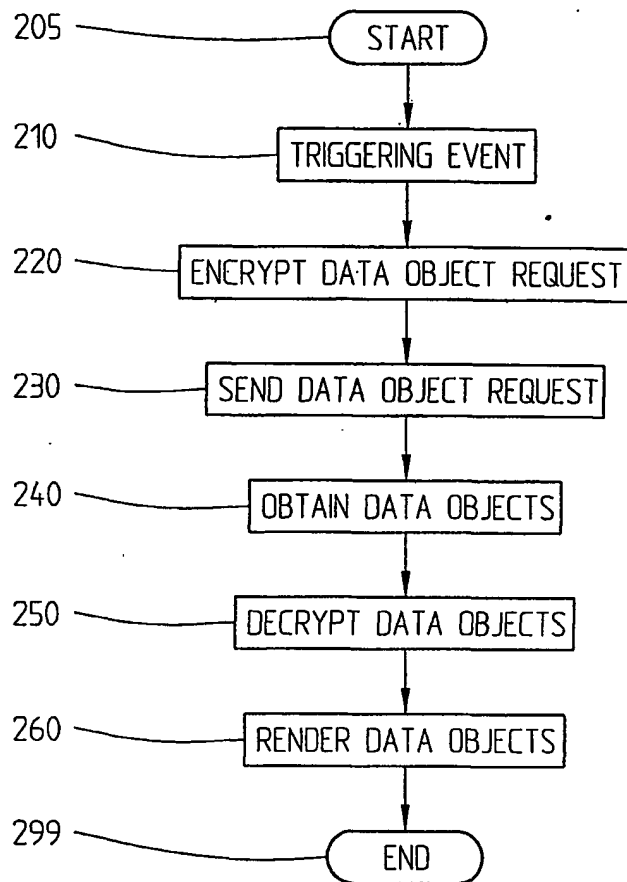 205 START
210 TRIGGERING EVENT
220 ENCRYPT DATA OBJECT REQUEST
230 SEND DATA OBJECT REQUEST
240 OBTAIN DATA OBJECTS
250 DECRYPT DATA OBJECTS
260 RENDER DATA OBJECTS
299 END